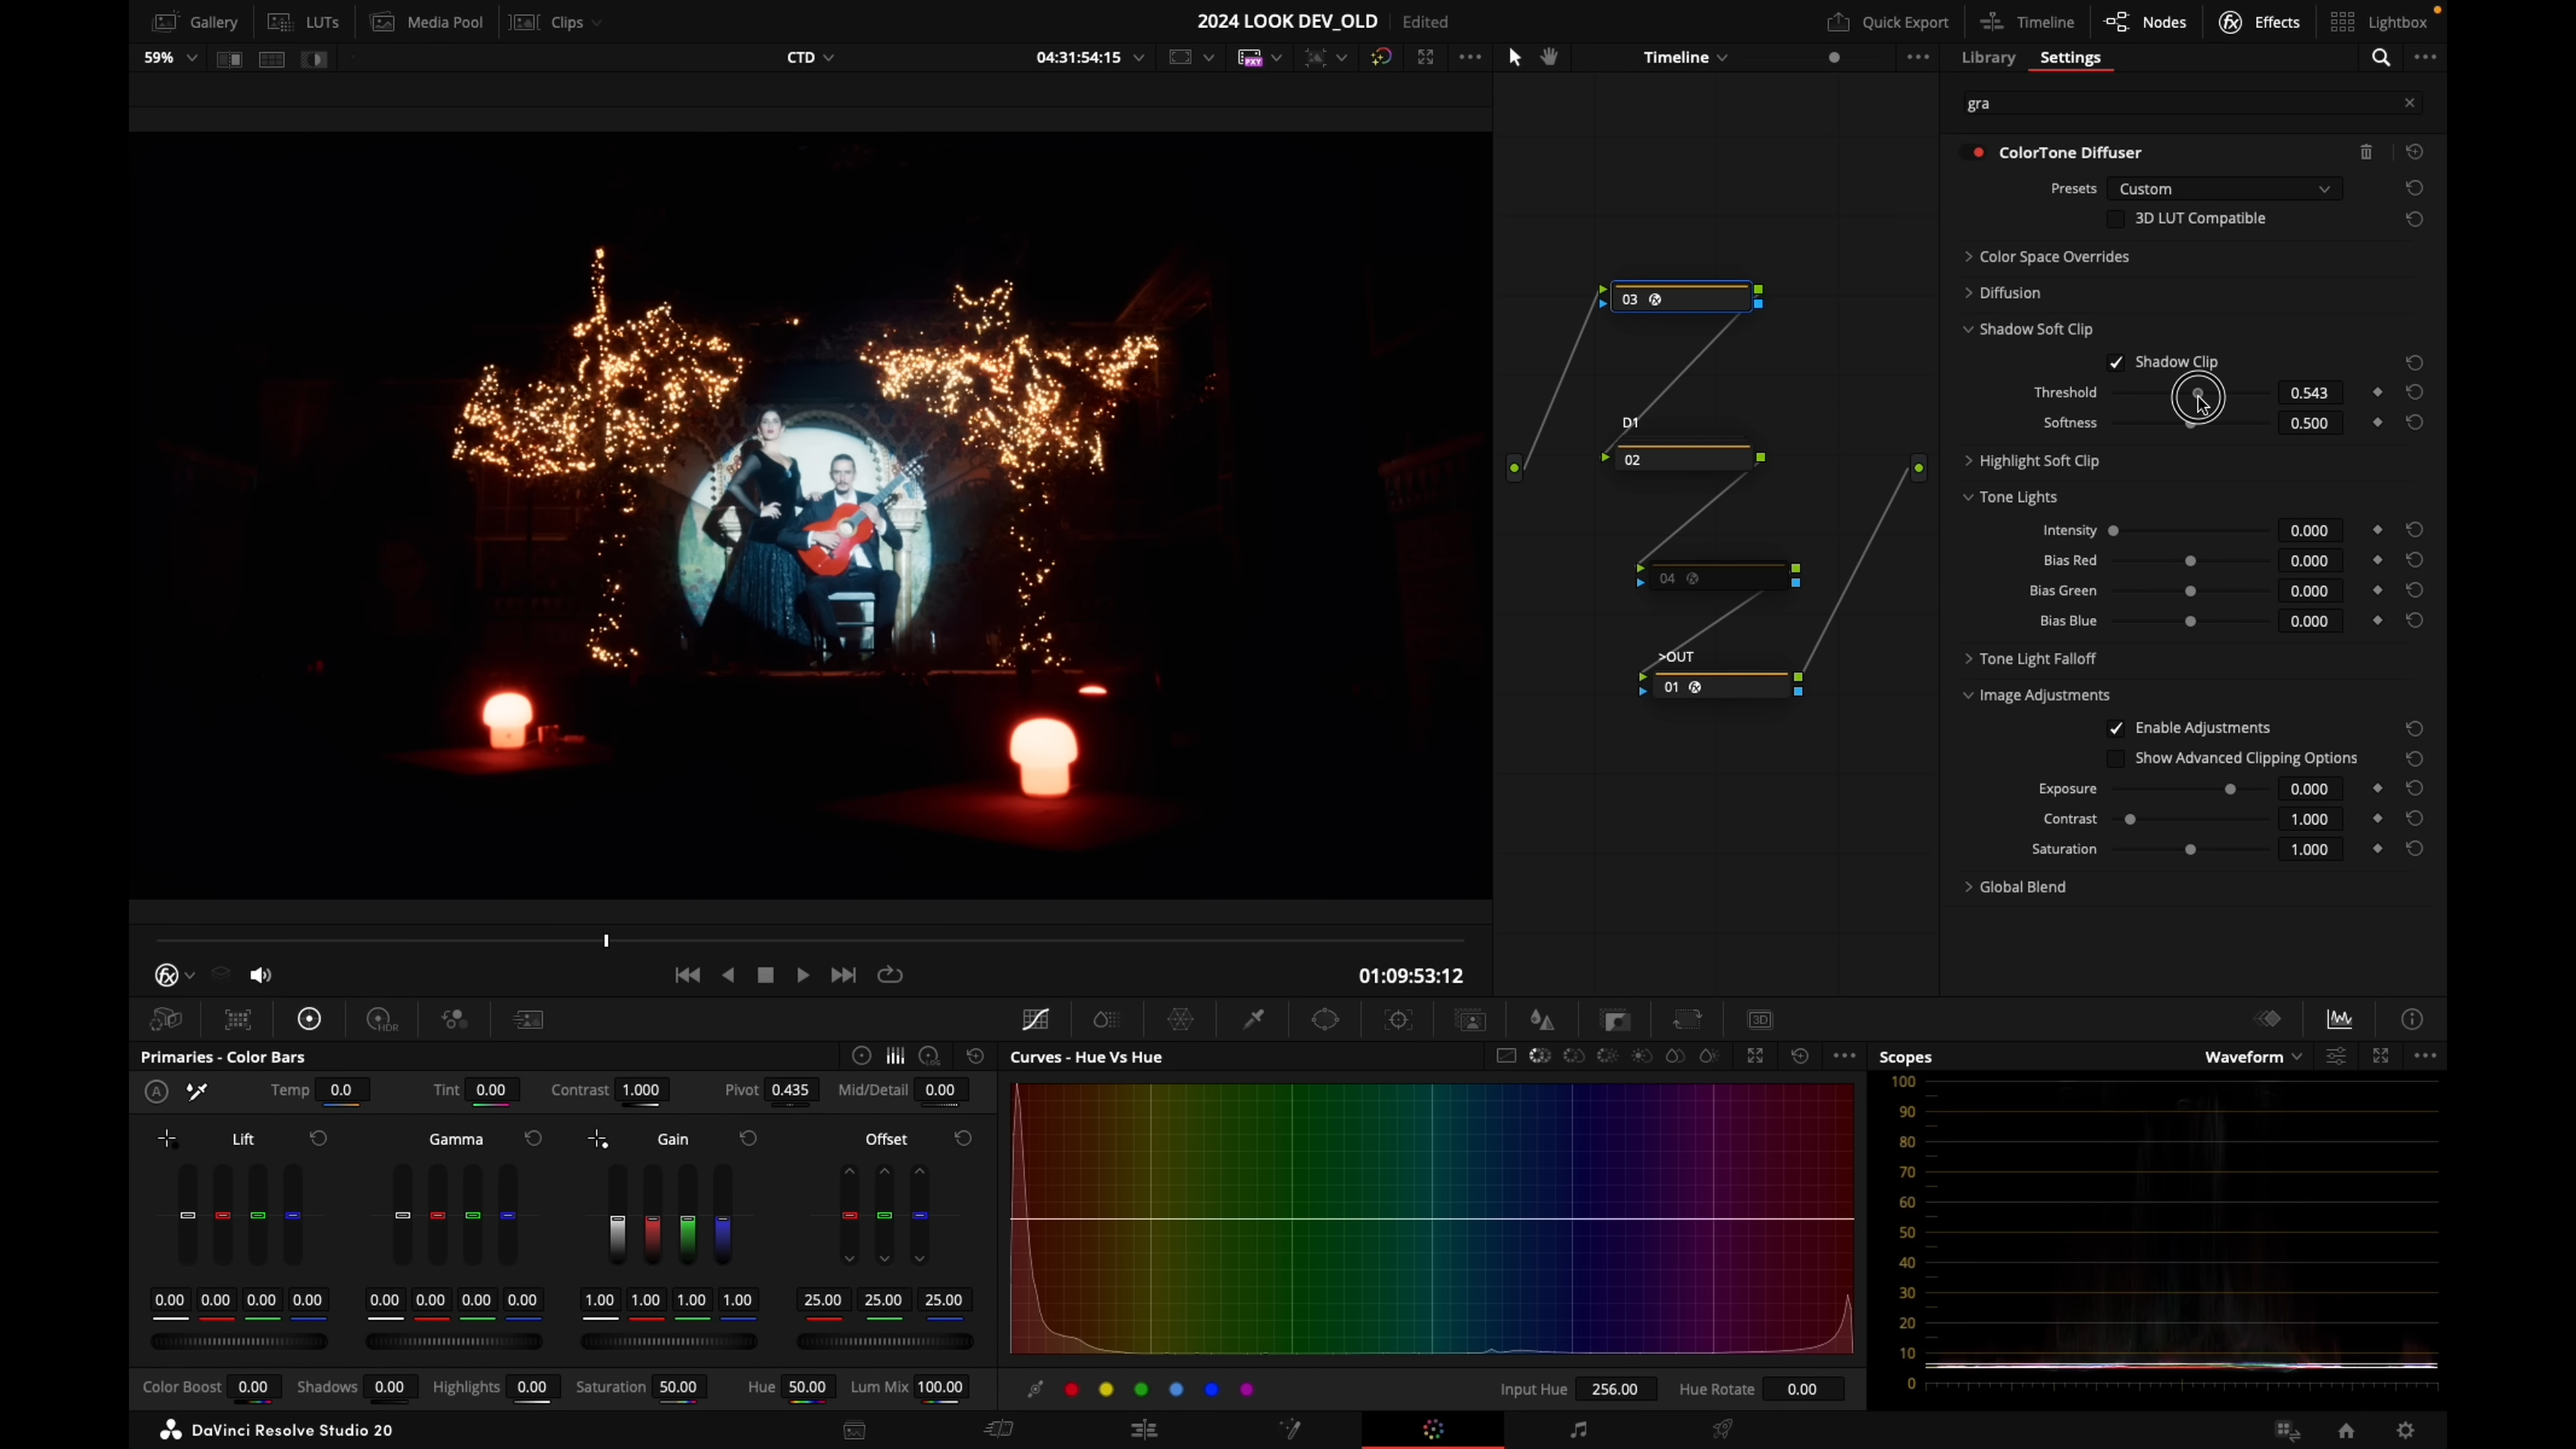 Gallery LUTs Media Pool Clips 2024 LOOK DEV_OLD Edited Quick Export Timeline Nodes Effects Lightbox
59% CTD 04:31:54:15 PXY Timeline Library Settings
gra
ColorTone Diffuser
Presets Custom
3D LUT Compatible
Color Space Overrides
Diffusion
Shadow Soft Clip
Shadow Clip
Threshold 0.543
Softness 0.500
Highlight Soft Clip
Tone Lights
Intensity 0.000
Bias Red 0.000
Bias Green 0.000
Bias Blue 0.000
Tone Light Falloff
Image Adjustments
Enable Adjustments
Show Advanced Clipping Options
Exposure 0.000
Contrast 1.000
Saturation 1.000
Global Blend
03
D1
02
04
>OUT
01
01:09:53:12
HDR 3D
Primaries - Color Bars LOG
Temp 0.0 Tint 0.00 Contrast 1.000 Pivot 0.435 Mid/Detail 0.00
Lift Gamma Gain Offset
0.00 0.00 0.00 0.00 0.00 0.00 0.00 0.00 1.00 1.00 1.00 1.00 25.00 25.00 25.00
Color Boost 0.00 Shadows 0.00 Highlights 0.00 Saturation 50.00 Hue 50.00 Lum Mix 100.00
Curves - Hue Vs Hue
Input Hue 256.00 Hue Rotate 0.00
Scopes Waveform
100
90
80
70
60
50
40
30
20
10
0
DaVinci Resolve Studio 20